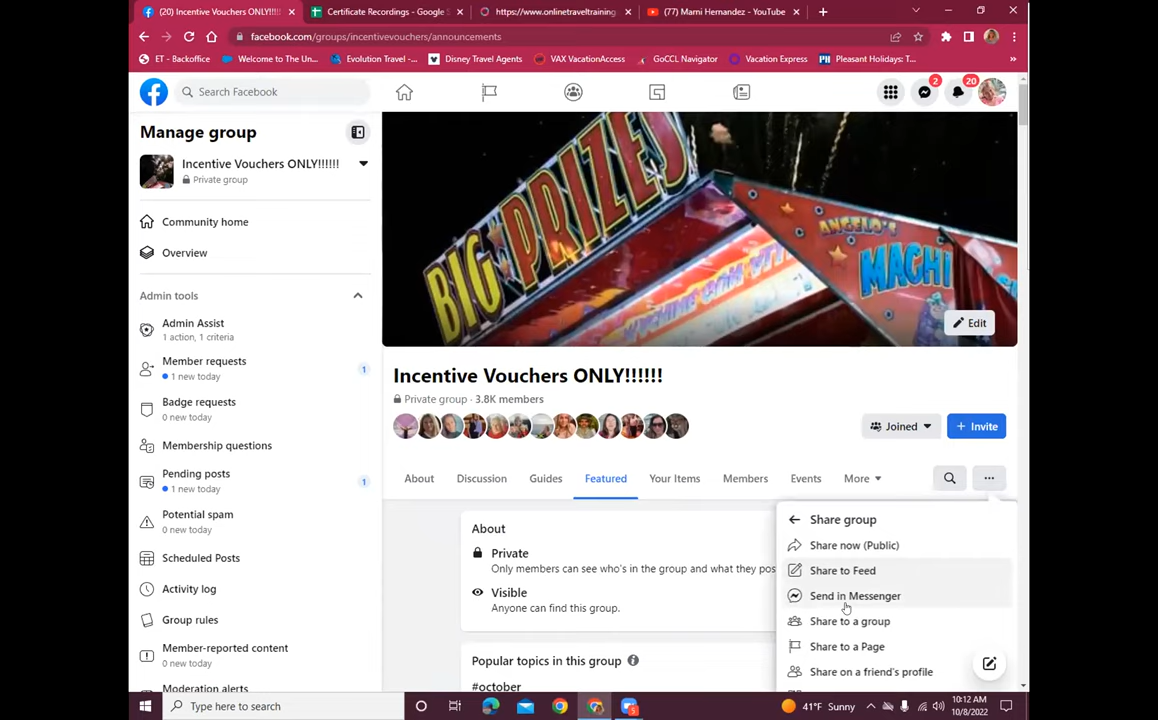 (20) Incentive Vouchers ONLY!!!!
Certificate Recordings - Google S
https://www.onlinetraveltraining
(77) Marni Hernandez - YouTube
facebook.com/groups/incentivevouchers/announcements
ET - Backoffice
Welcome to The Un...
Evolution Travel -...
Disney Travel Agents
VAX VacationAccess
GoCCL Navigator
Vacation Express
Pleasant Holidays: T...
Search Facebook
2
20
Manage group
Incentive Vouchers ONLY!!!!!!
Private group
Community home
Overview
Admin tools
Admin Assist
1 action, 1 criteria
Member requests
1 new today
1
Badge requests
0 new today
Membership questions
Pending posts
1 new today
1
Potential spam
0 new today
Scheduled Posts
Activity log
Group rules
Member-reported content
0 new today
Moderation alerts
BIG PRIZES
ANGELO'S
Edit
Incentive Vouchers ONLY!!!!!!
Private group · 3.8K members
Joined
+ Invite
About
Discussion
Guides
Featured
Your Items
Members
Events
More
About
Private
Only members can see who's in the group and what they pos
Visible
Anyone can find this group.
Popular topics in this group
#october
Share group
Share now (Public)
Share to Feed
Send in Messenger
Share to a group
Share to a Page
Share on a friend's profile
Type here to search
41°F Sunny
10:12 AM
10/8/2022